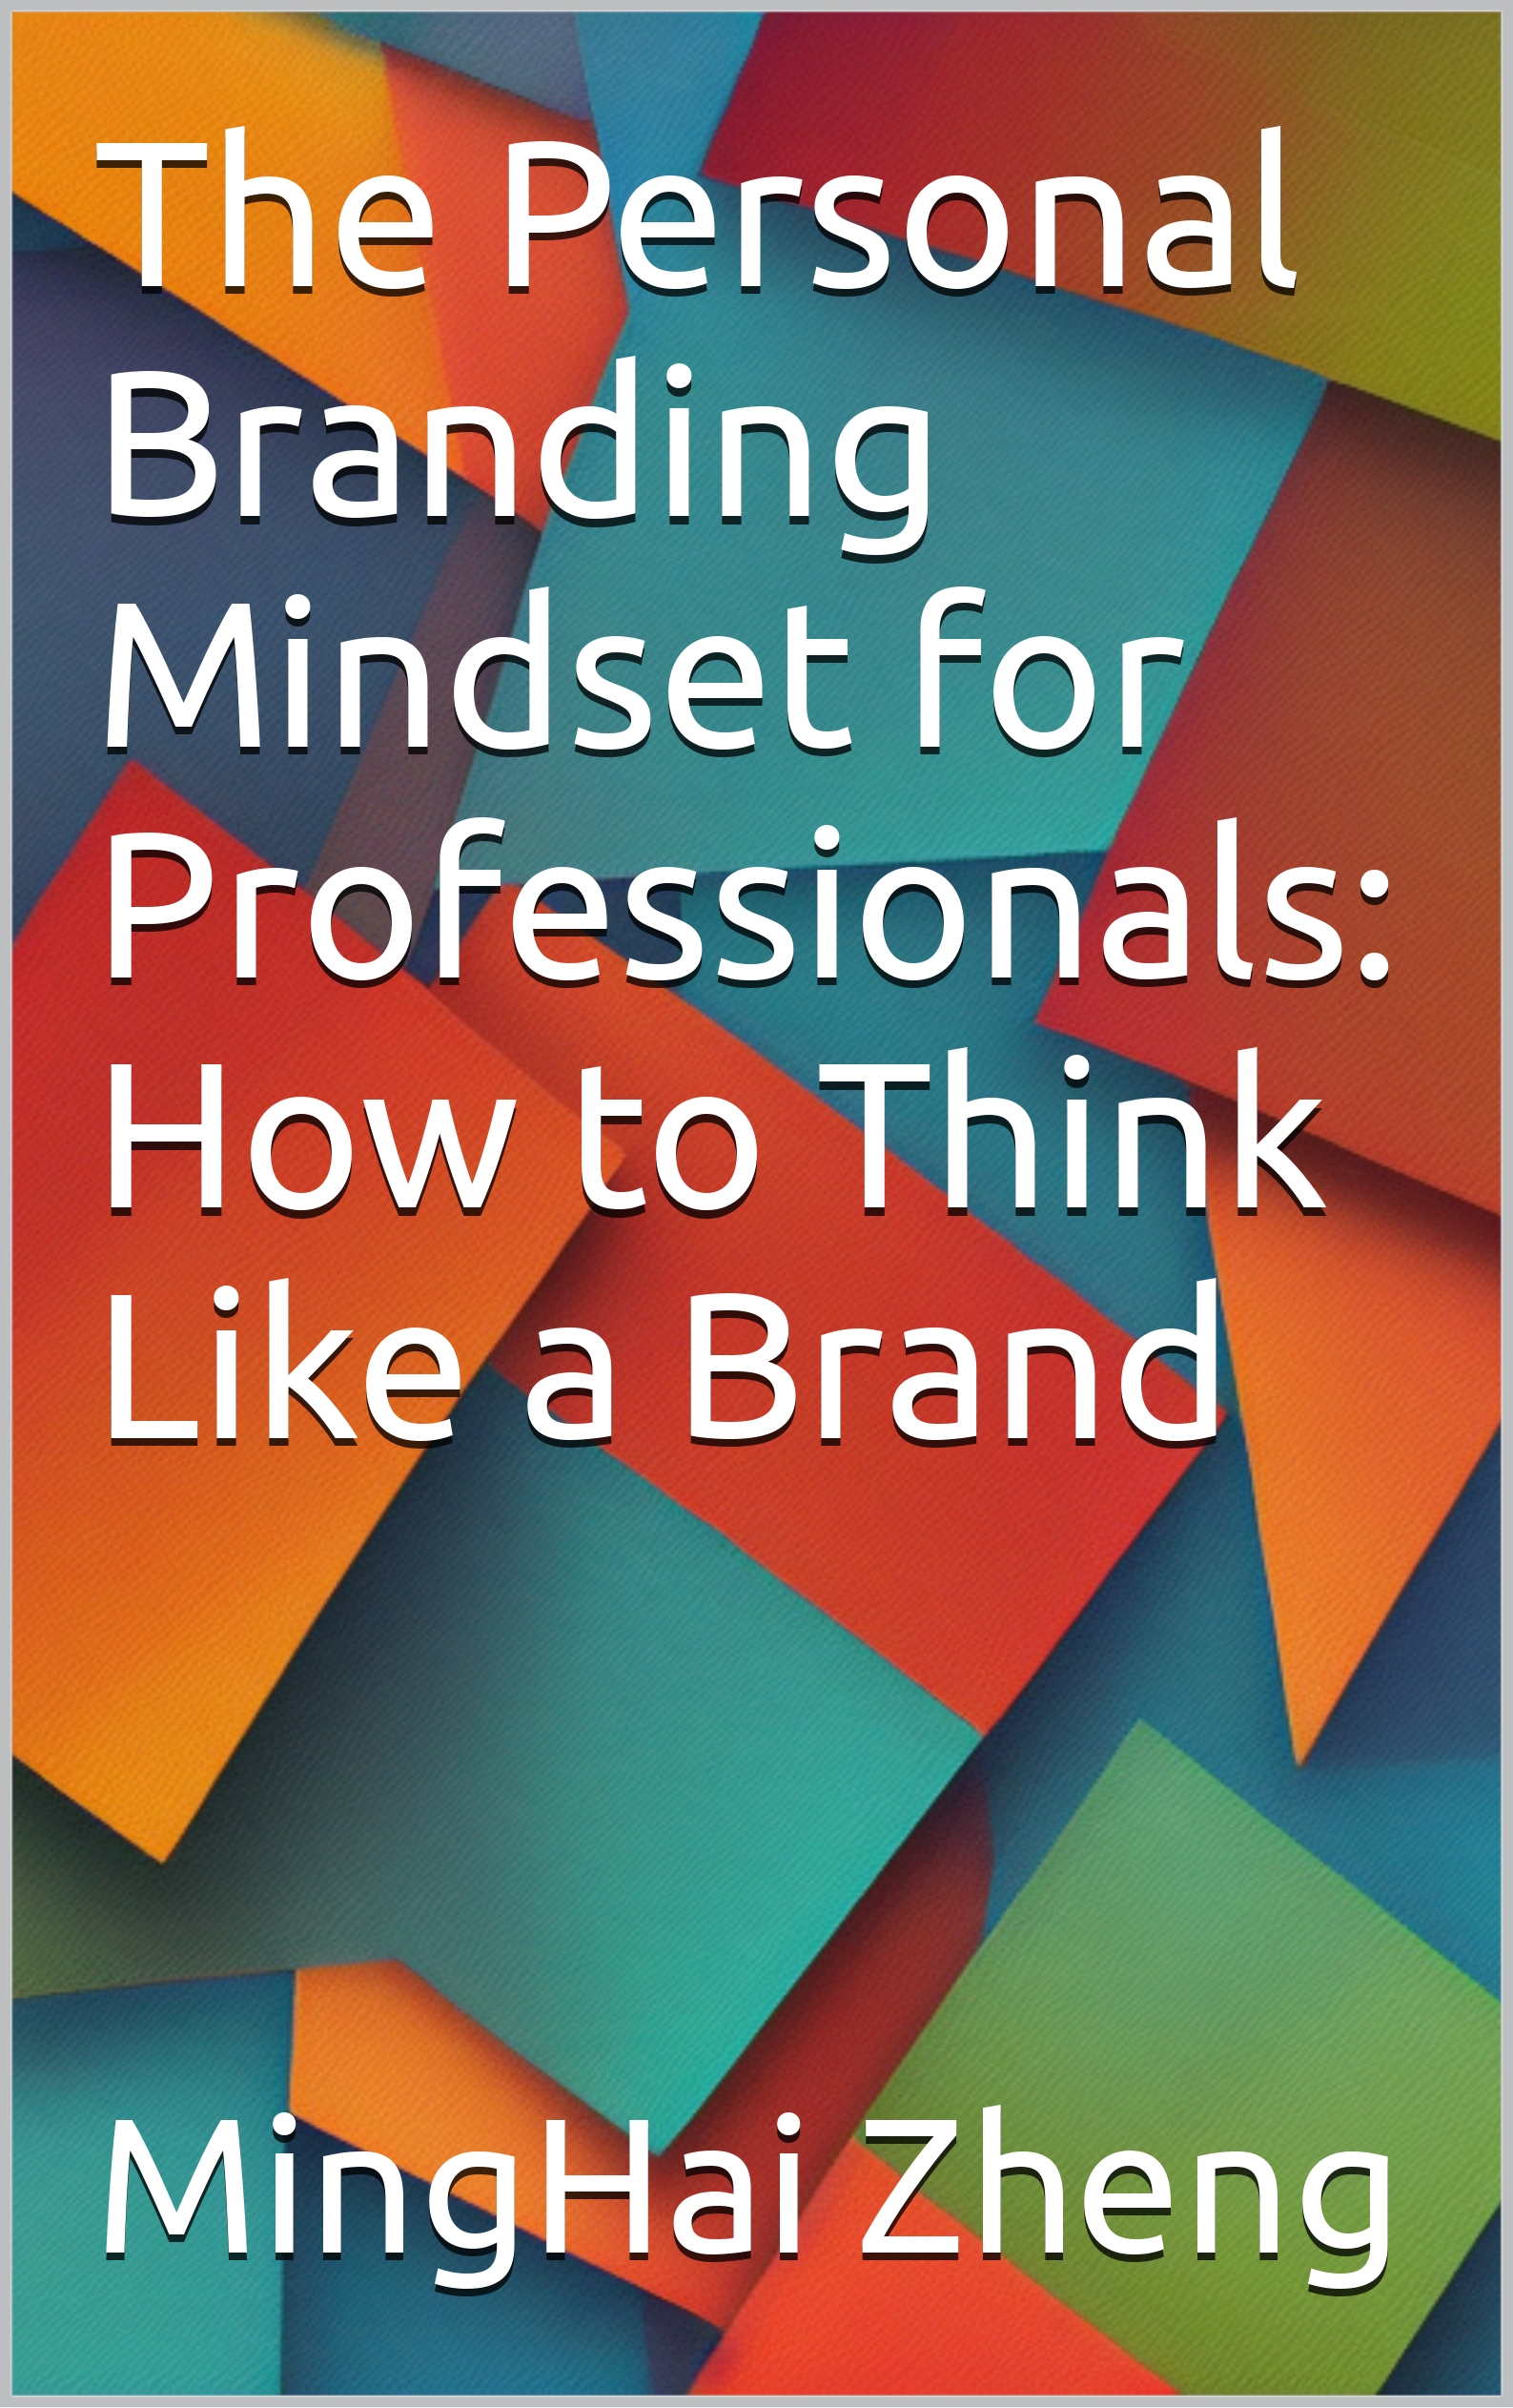 The Personal
Branding
Mindset for
Professionals:
How to Think
Like a Brand
MingHai Zheng